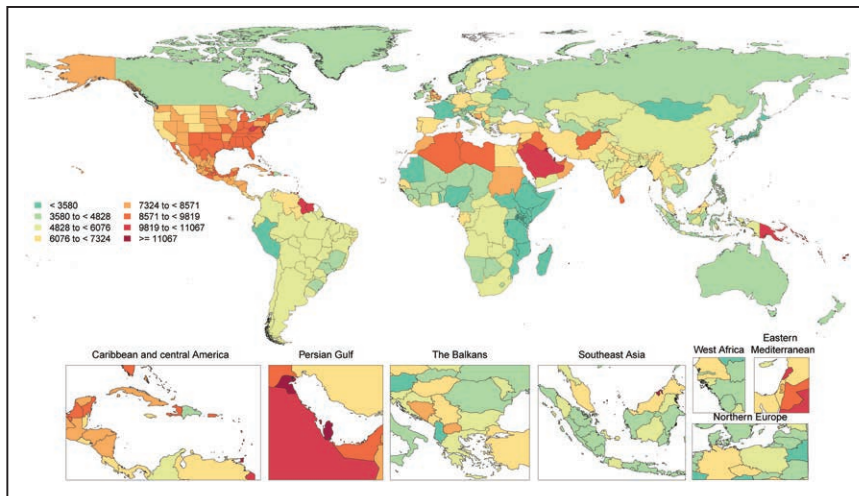 < 3580
3580 to < 4828
4828 to < 6076
6076 to < 7324
7324 to < 8571
8571 to < 9819
9819 to < 11067
>= 11067
Caribbean and central America
Persian Gulf
The Balkans
Southeast Asia
West Africa
Eastern
Mediterranean
Northern Europe